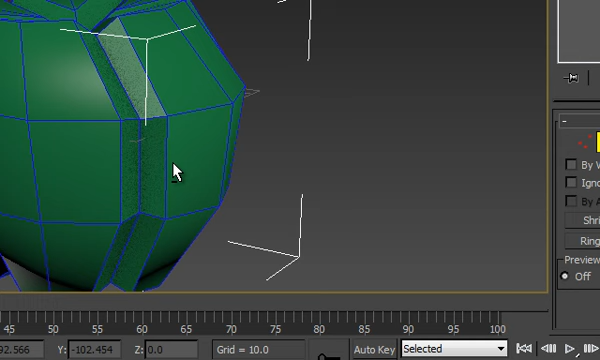 By V
Igno
By A
Shri
Ring
Preview
Off
45 50 55 60 65 70 75 80 85 90 95 100
92.566 Y: -102.454 Z: 0.0 Grid = 10.0 Auto Key Selected